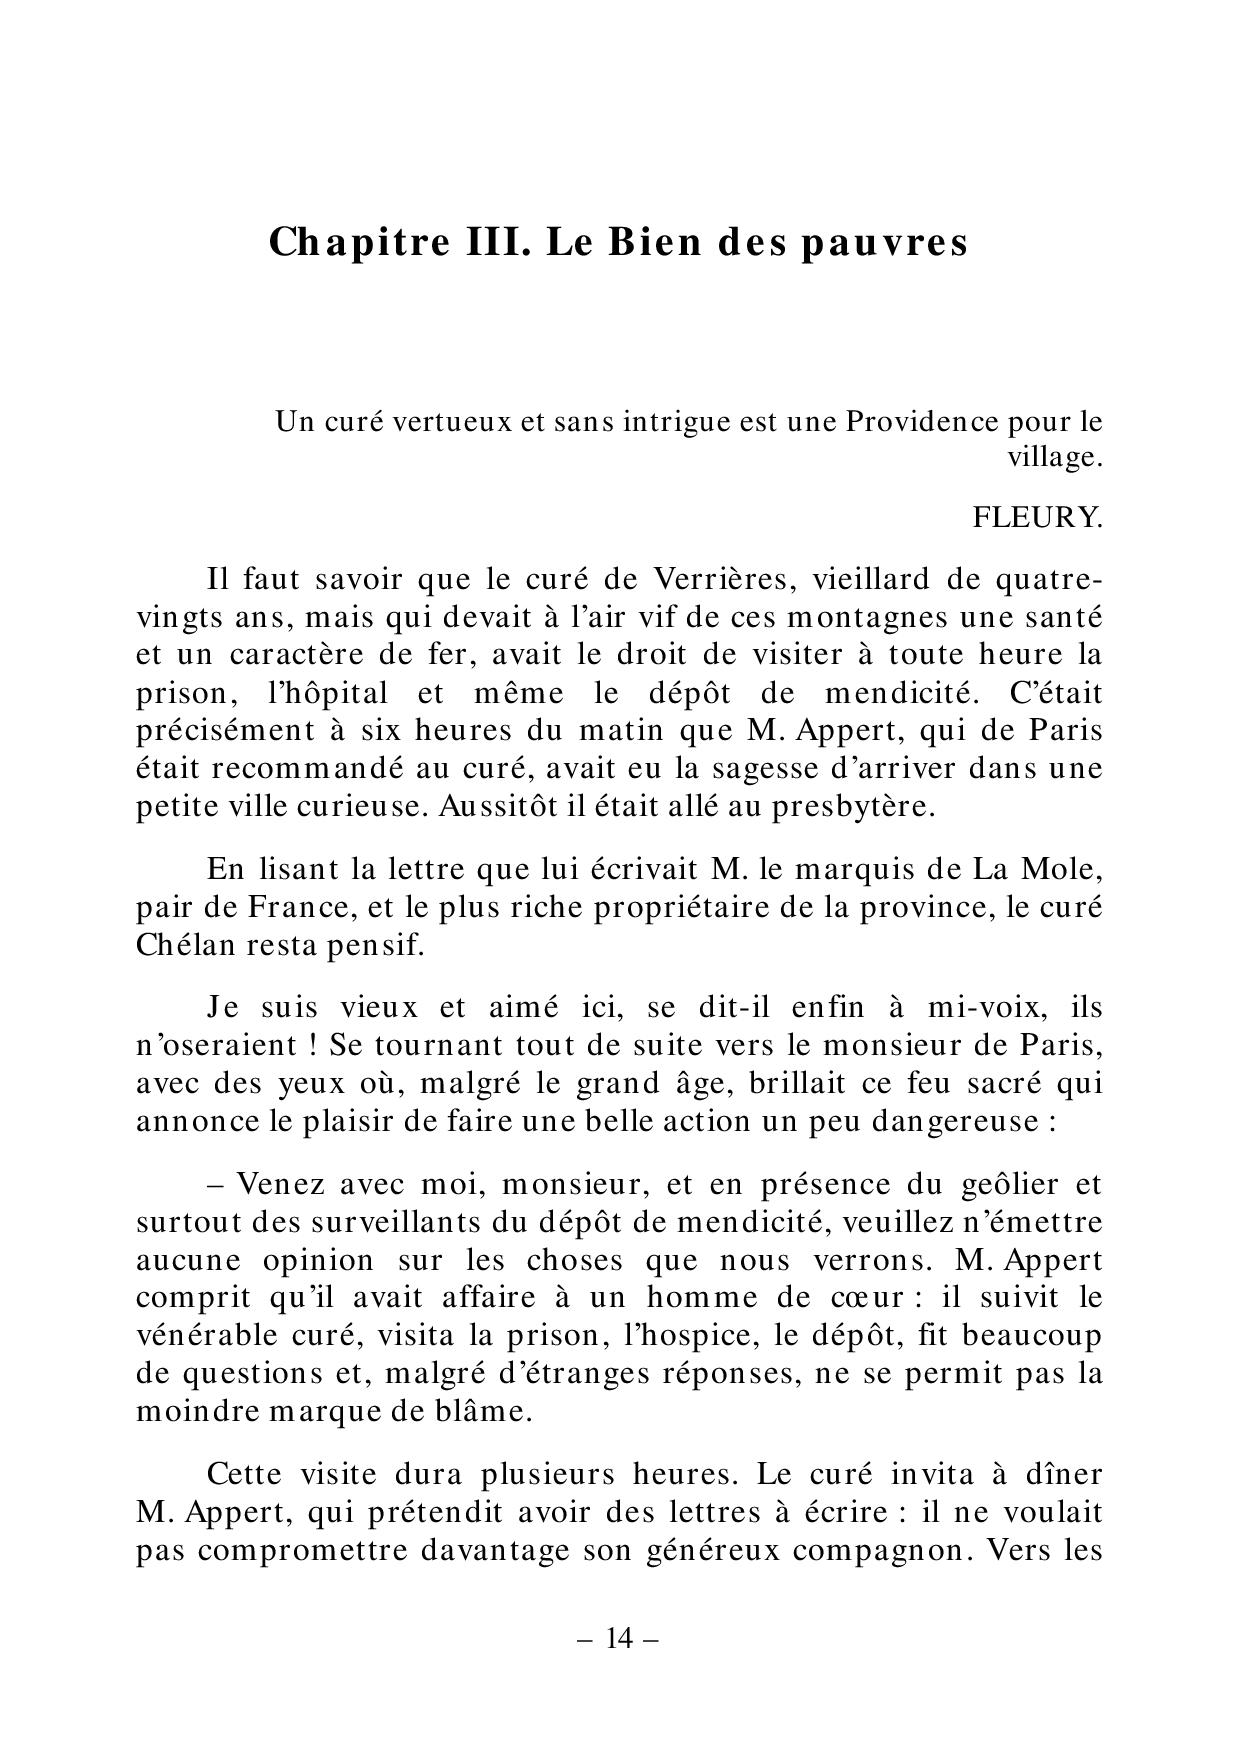 Chapitre III. Le Bien des pauvres
Un curé vertueux et sans intrigue est une Providence pour le
village.
FLEURY.
Il faut savoir que le curé de Verrières, vieillard de quatre-
vingts ans, mais qui devait à l’air vif de ces montagnes une santé
et un caractère de fer, avait le droit de visiter à toute heure la
prison, l’hôpital et même le dépôt de mendicité. C’était
précisément à six heures du matin que M. Appert, qui de Paris
était recommandé au curé, avait eu la sagesse d’arriver dans une
petite ville curieuse. Aussitôt il était allé au presbytère.
En lisant la lettre que lui écrivait M. le marquis de La Mole,
pair de France, et le plus riche propriétaire de la province, le curé
Chélan resta pensif.
Je suis vieux et aimé ici, se dit-il enfin à mi-voix, ils
n’oseraient ! Se tournant tout de suite vers le monsieur de Paris,
avec des yeux où, malgré le grand âge, brillait ce feu sacré qui
annonce le plaisir de faire une belle action un peu dangereuse :
– Venez avec moi, monsieur, et en présence du geôlier et
surtout des surveillants du dépôt de mendicité, veuillez n’émettre
aucune opinion sur les choses que nous verrons. M. Appert
comprit qu’il avait affaire à un homme de cœur : il suivit le
vénérable curé, visita la prison, l’hospice, le dépôt, fit beaucoup
de questions et, malgré d’étranges réponses, ne se permit pas la
moindre marque de blâme.
Cette visite dura plusieurs heures. Le curé invita à dîner
M. Appert, qui prétendit avoir des lettres à écrire : il ne voulait
pas compromettre davantage son généreux compagnon. Vers les
– 14 –